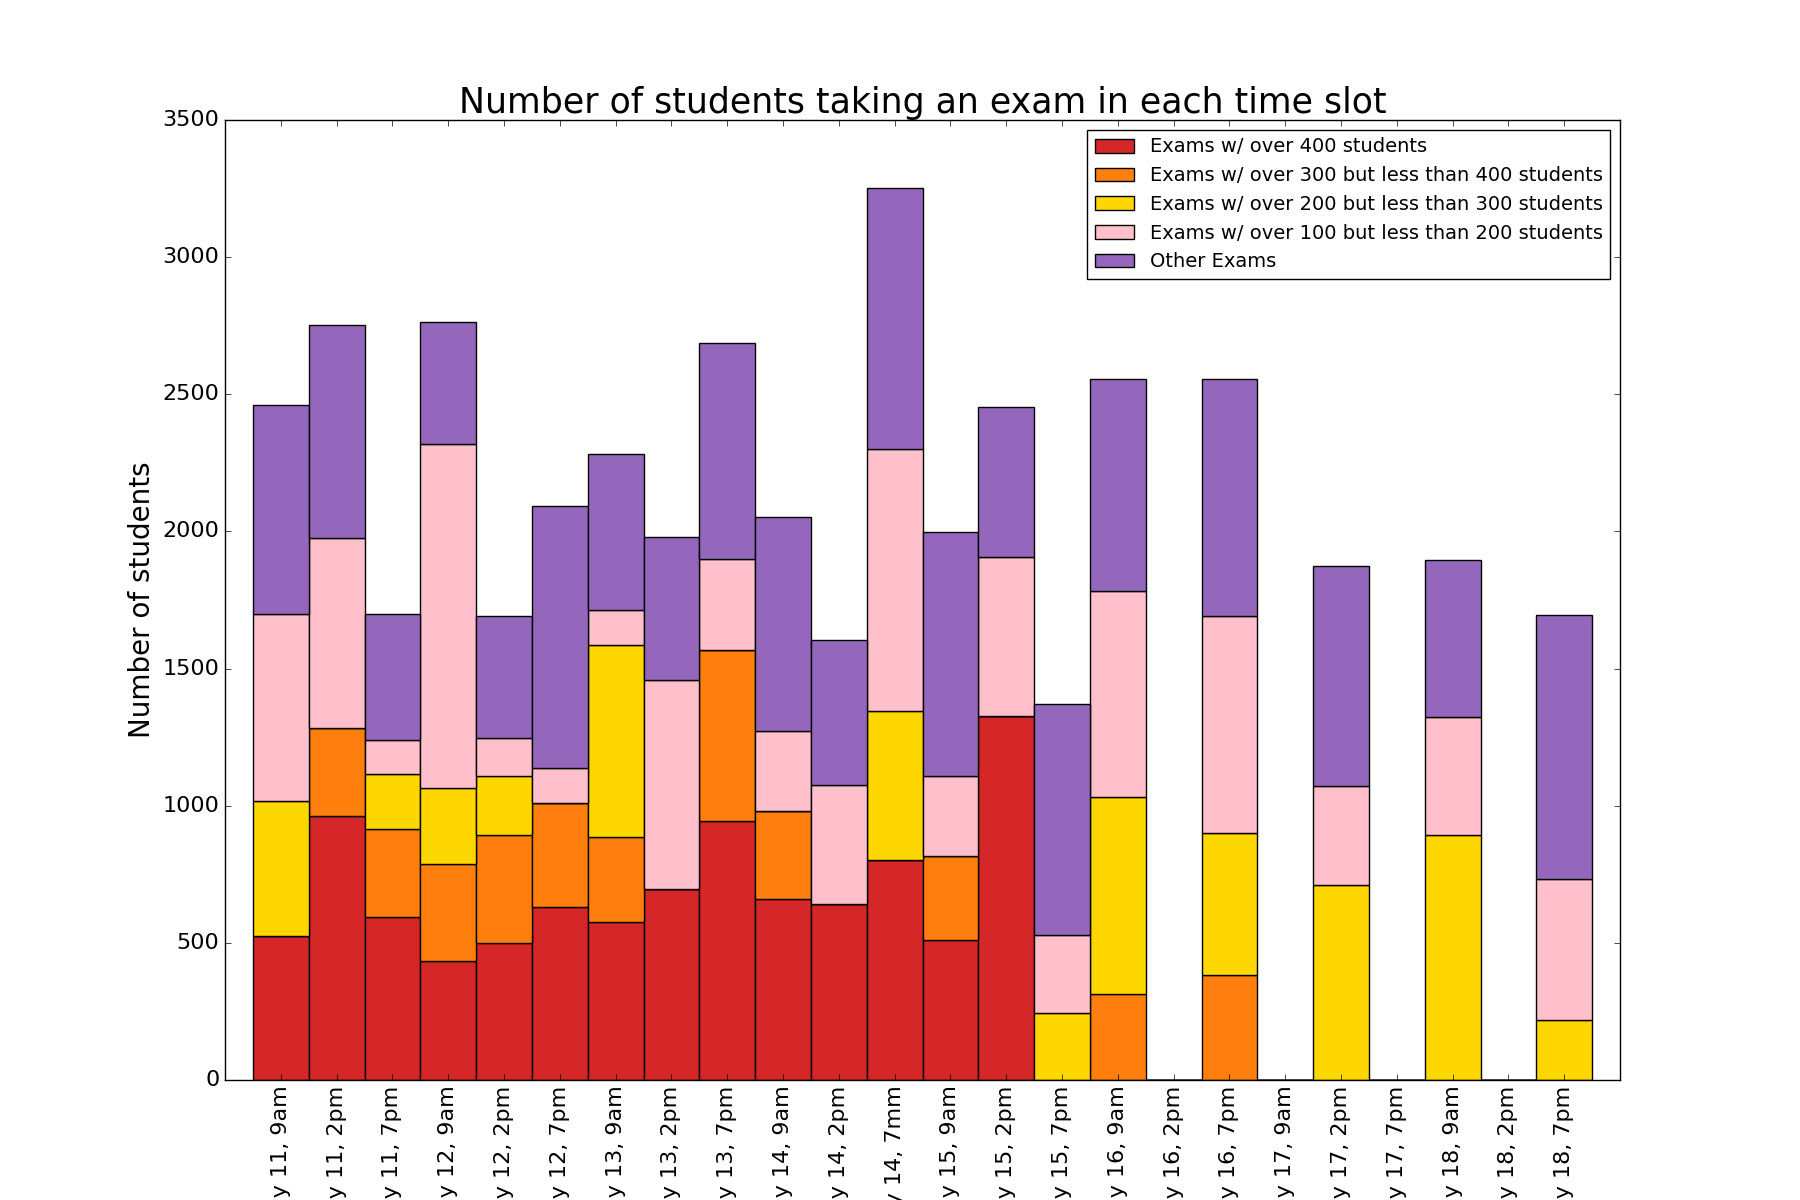 Number of students taking an exam in each time slot
Number of students
3500
3000
2500
2000
1500
1000
500
0
Exams w/ over 400 students
Exams w/ over 300 but less than 400 students
Exams w/ over 200 but less than 300 students
Exams w/ over 100 but less than 200 students
Other Exams
y 11, 9am
y 11, 2pm
y 11, 7pm
y 12, 9am
y 12, 2pm
y 12, 7pm
y 13, 9am
y 13, 2pm
y 13, 7pm
y 14, 9am
y 14, 2pm
y 14, 7mm
y 15, 9am
y 15, 2pm
y 15, 7pm
y 16, 9am
y 16, 2pm
y 16, 7pm
y 17, 9am
y 17, 2pm
y 17, 7pm
y 18, 9am
y 18, 2pm
y 18, 7pm